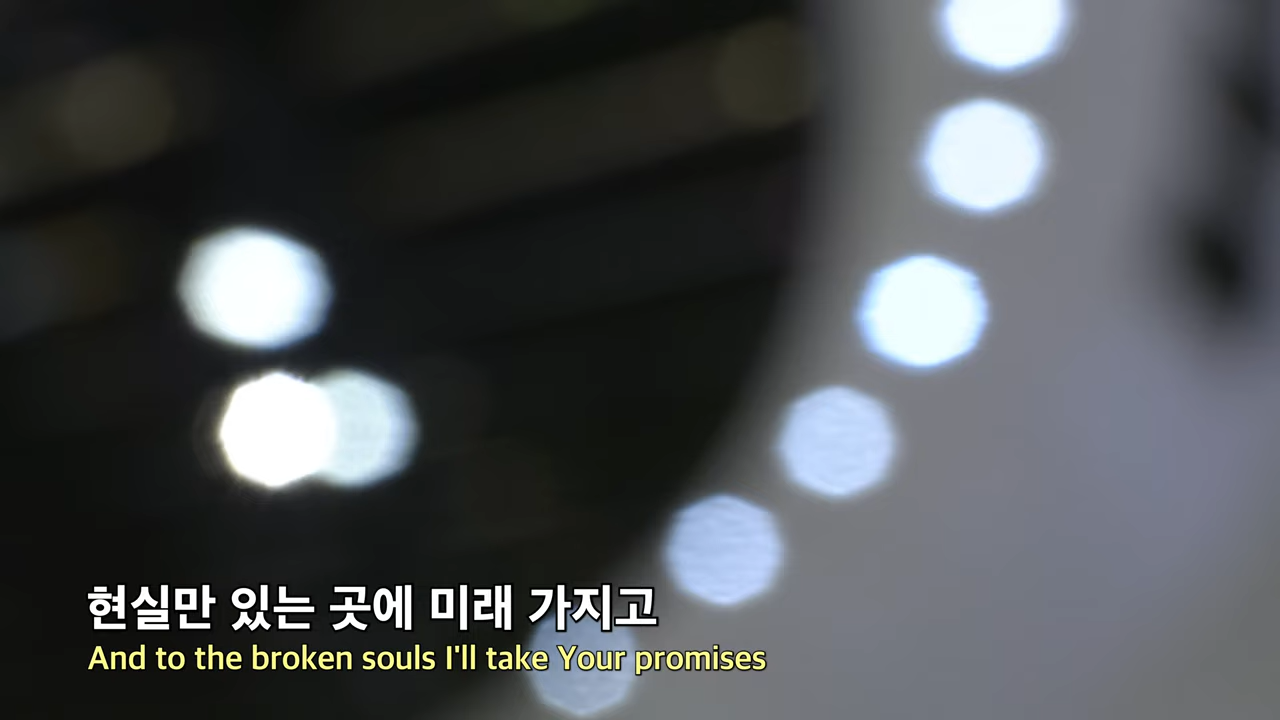 현실만 있는 곳에 미래 가지고
And to the broken souls I'll take Your promises